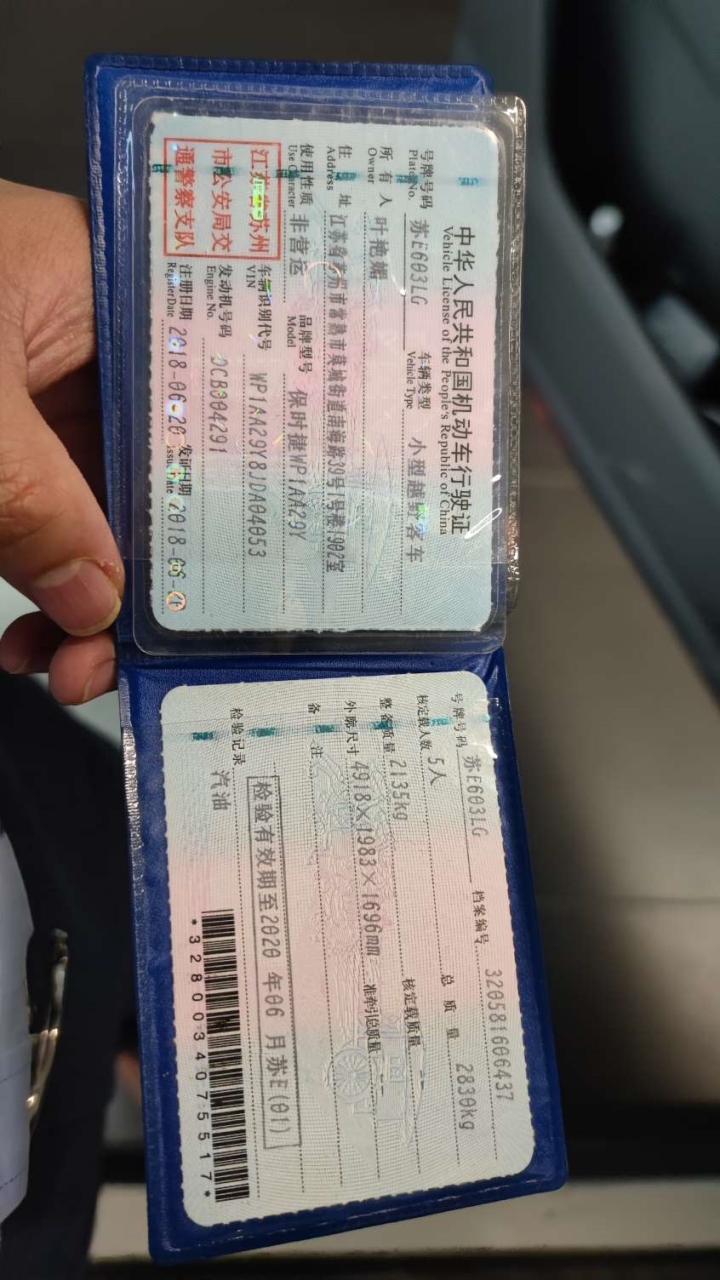 中华人民共和国机动车行驶证
Vehicle License of the People's Republic of China
号牌号码 苏E603LG 车辆类型 小型越野客车
Plate No. Vehicle Type
所有人 叶艳
Owner
住址 江苏省苏州市常熟市莫城街道南海路39号1号楼1902室
Address
使用性质 非营运 品牌型号 保时捷WP1AA29Y
Use Character Model
江苏省苏州
市公安局交
通警察支队
车辆识别代号 WP1AA29Y8JDA04053
VIN
发动机号码 DCB304291
Engine No.
注册日期 2018-06-20 发证日期 2018-06-2
Register Date Issue Date
号牌号码 苏E603LG 档案编号 320581606437
核定载人数 5人 总质量 2830kg
整备质量 2135kg 核定载质量
外廓尺寸 4918×1983×1696mm 准牵引总质量
备注
检验有效期至2020年06月苏E(01)
检验记录
汽油
*3280034075517*